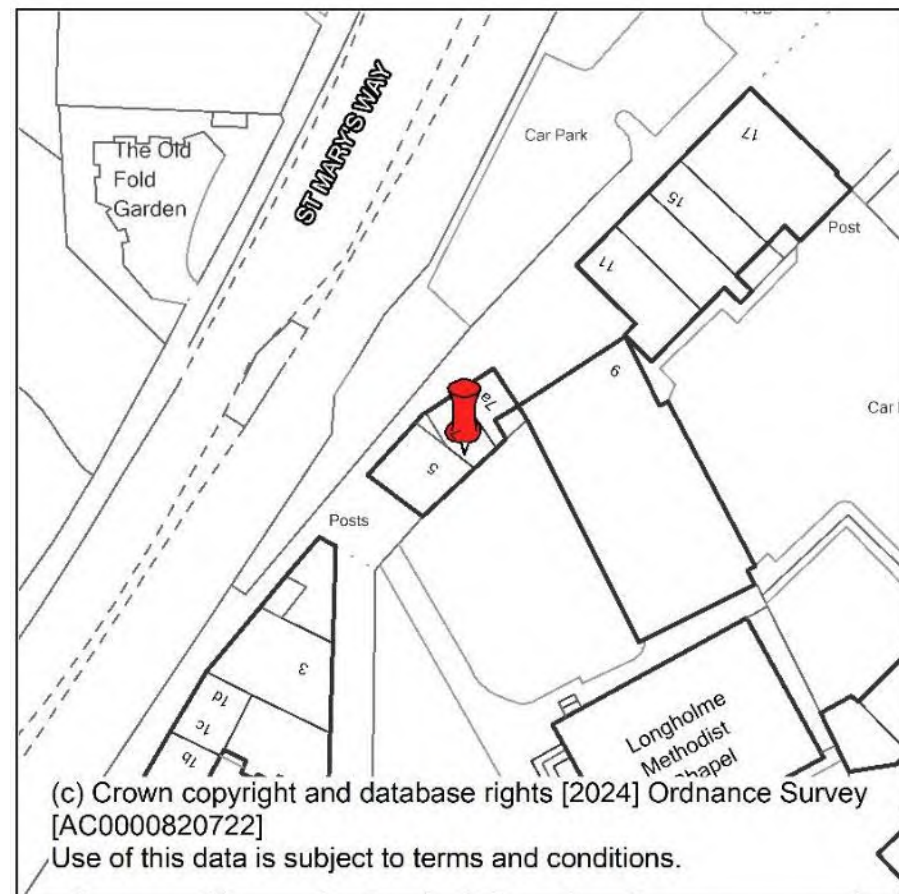 The Old
Fold
Garden
ST MARY'S WAY
Car Park
17
15
11
Post
9
7a
5
Posts
3
1d
1c
1b
Longholme
Methodist
Chapel
(c) Crown copyright and database rights [2024] Ordnance Survey
[AC0000820722]
Use of this data is subject to terms and conditions.